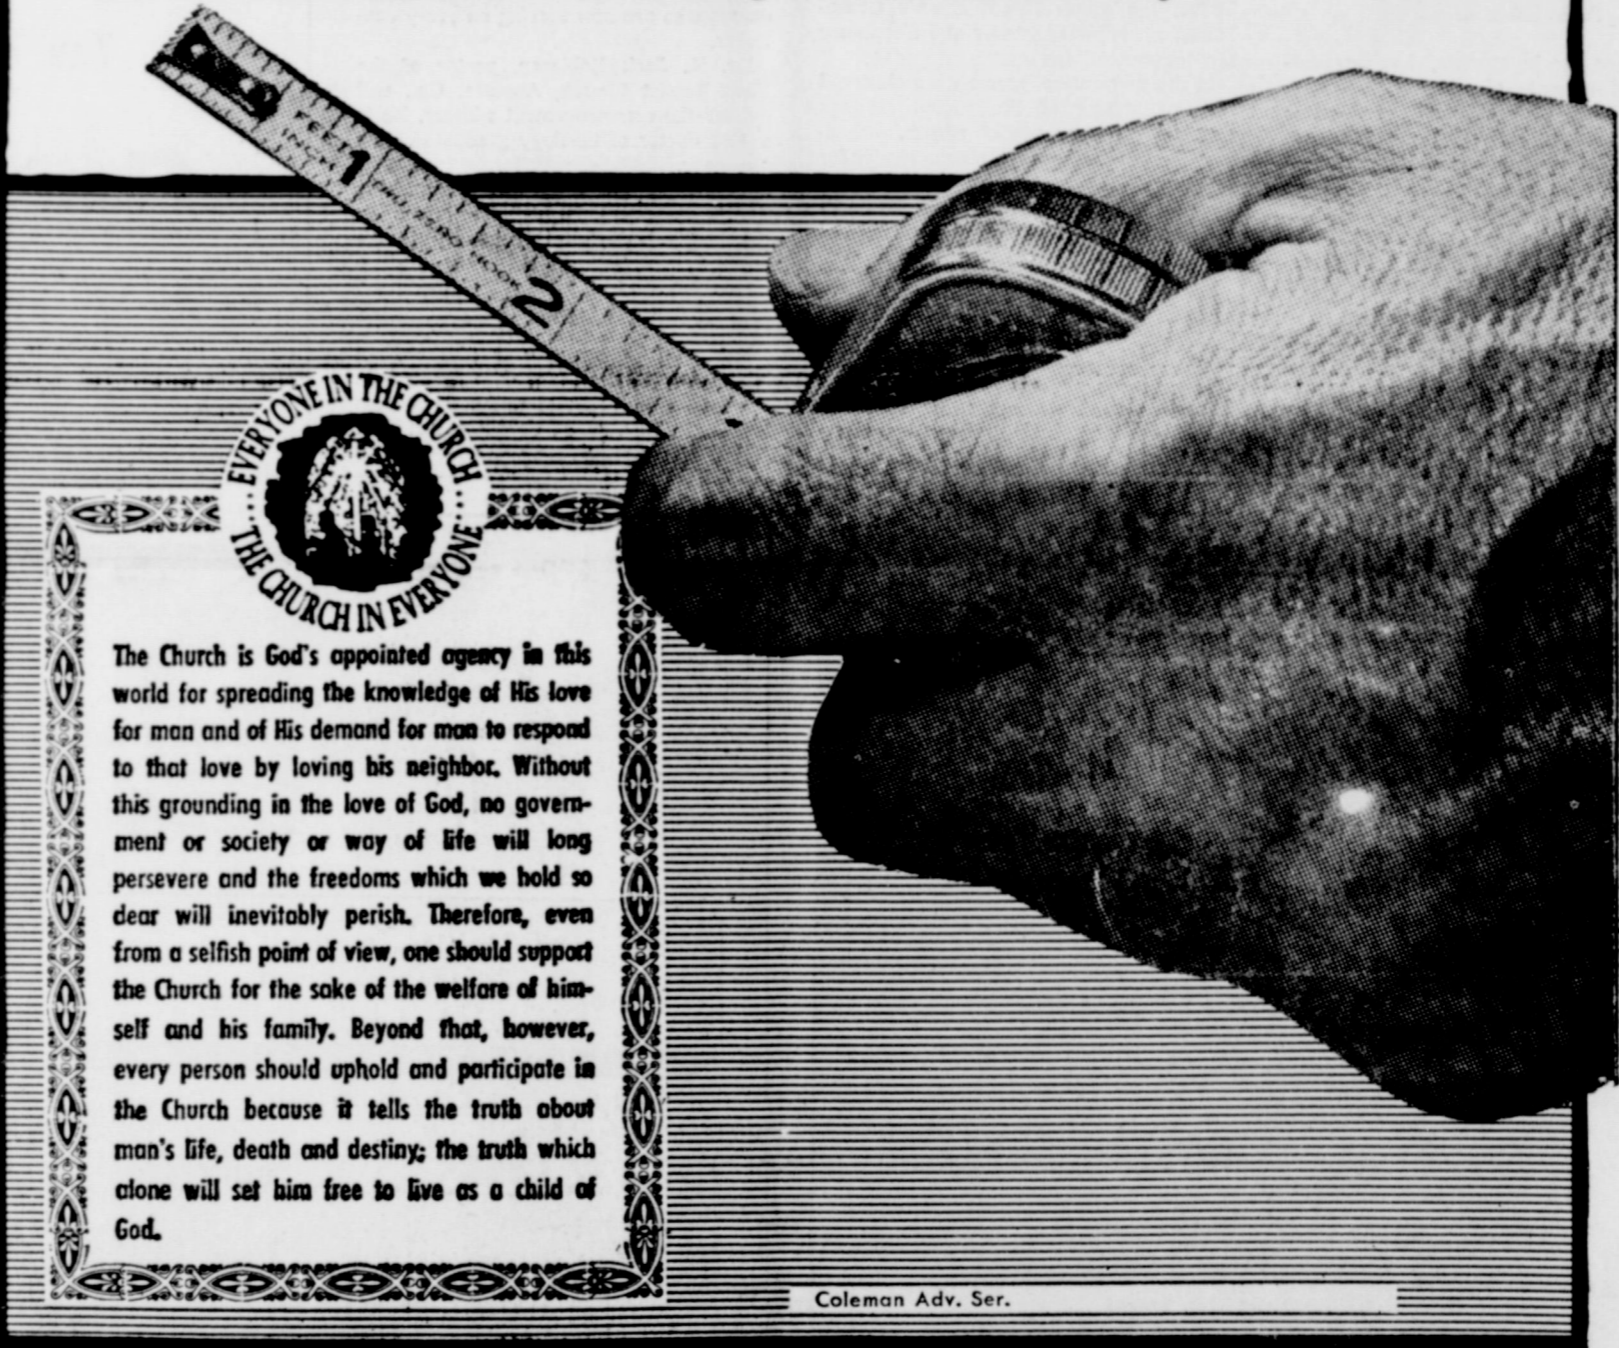 FEET
INCH
1
2
HOOK
EVERYONE IN THE CHURCH
THE CHURCH IN EVERYONE
The Church is God's appointed agency in this
world for spreading the knowledge of His love
for man and of His demand for man to respond
to that love by loving his neighbor. Without
this grounding in the love of God, no govern-
ment or society or way of life will long
persevere and the freedoms which we hold so
dear will inevitably perish. Therefore, even
from a selfish point of view, one should support
the Church for the sake of the welfare of him-
self and his family. Beyond that, however,
every person should uphold and participate in
the Church because it tells the truth about
man's life, death and destiny; the truth which
alone will set him free to live as a child of
God.
Coleman Adv. Ser.